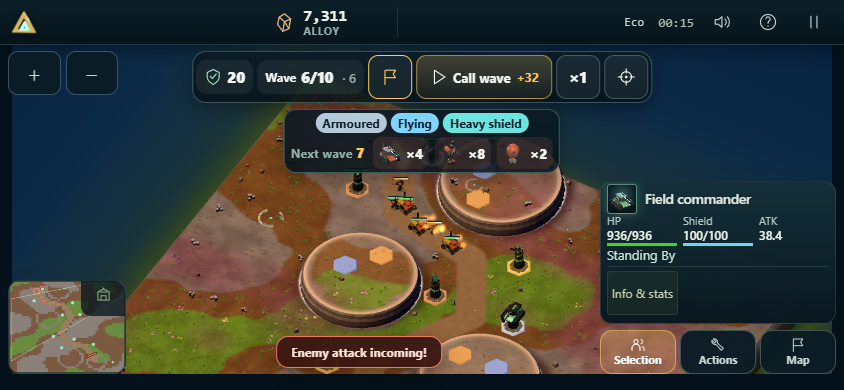 7,311
ALLOY
Eco 00:15
20
Wave 6/10 · 6
Call wave +32
×1
Armoured Flying Heavy shield
Next wave 7 ×4 ×8 ×2
Field commander
HP Shield ATK
936/936 100/100 38.4
Standing By
Info & stats
Enemy attack incoming!
Selection Actions Map